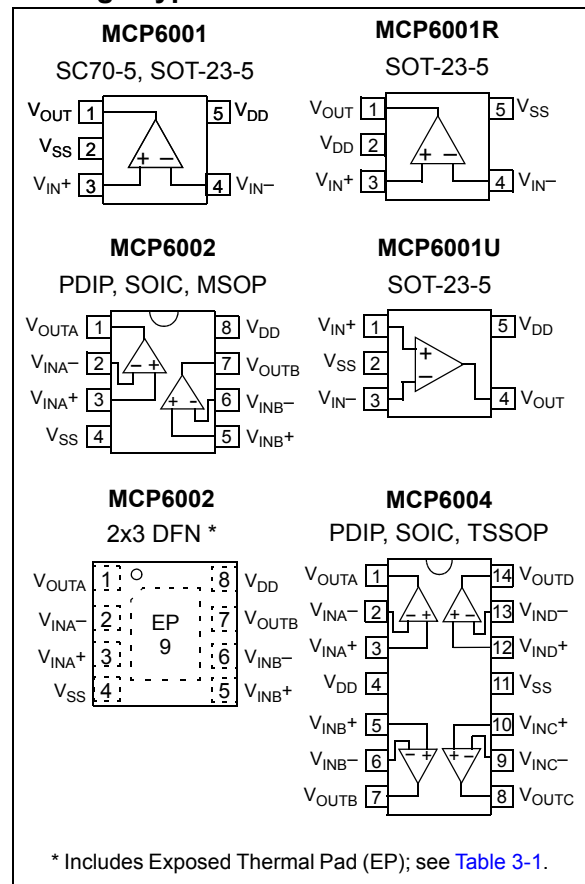 MCP6001
SC70-5, SOT-23-5
VOUT 1 5 VDD
VSS 2
+ –
VIN+ 3 4 VIN–
MCP6001R
SOT-23-5
VOUT 1 5 VSS
VDD 2
+ –
VIN+ 3 4 VIN–
MCP6002
PDIP, SOIC, MSOP
VOUTA 1 8 VDD
VINA– 2 – + 7 VOUTB
VINA+ 3 + – 6 VINB–
VSS 4 5 VINB+
MCP6001U
SOT-23-5
VIN+ 1 5 VDD
+
VSS 2
–
VIN– 3 4 VOUT
MCP6002
2x3 DFN *
VOUTA 1 8 VDD
VINA– 2 EP 7 VOUTB
VINA+ 3 9 6 VINB–
VSS 4 5 VINB+
MCP6004
PDIP, SOIC, TSSOP
VOUTA 1 14 VOUTD
VINA– 2 – + + – 13 VIND–
VINA+ 3 12 VIND+
VDD 4 11 VSS
VINB+ 5 10 VINC+
VINB– 6 – + + – 9 VINC–
VOUTB 7 8 VOUTC
* Includes Exposed Thermal Pad (EP); see Table 3-1.